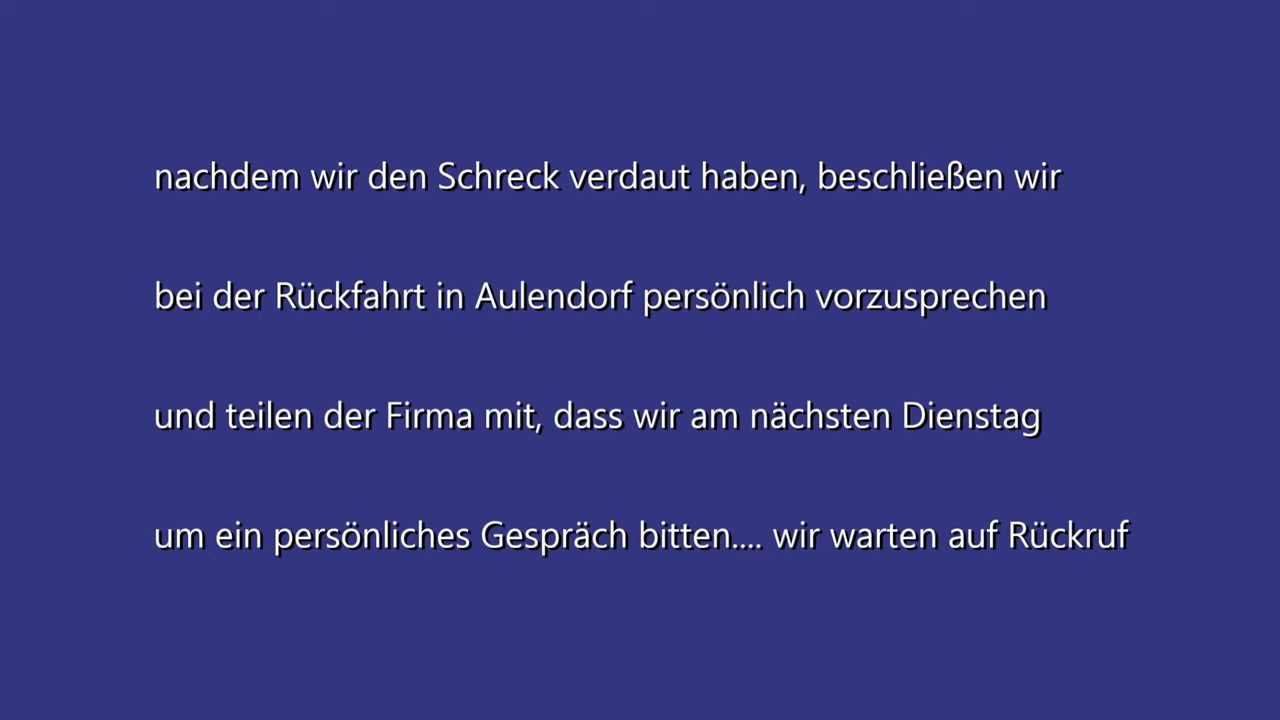 nachdem wir den Schreck verdaut haben, beschließen wir
bei der Rückfahrt in Aulendorf persönlich vorzusprechen
und teilen der Firma mit, dass wir am nächsten Dienstag
um ein persönliches Gespräch bitten.... wir warten auf Rückruf